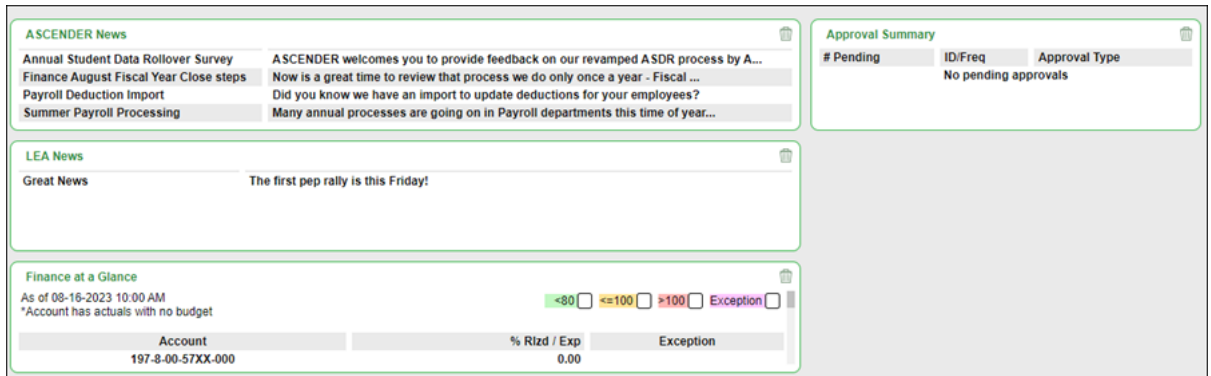 ASCENDER News
Annual Student Data Rollover Survey ASCENDER welcomes you to provide feedback on our revamped ASDR process by A...
Finance August Fiscal Year Close steps Now is a great time to review that process we do only once a year - Fiscal ...
Payroll Deduction Import Did you know we have an import to update deductions for your employees?
Summer Payroll Processing Many annual processes are going on in Payroll departments this time of year...
Approval Summary
# Pending ID/Freq Approval Type
No pending approvals
LEA News
Great News The first pep rally is this Friday!
Finance at a Glance
As of 08-16-2023 10:00 AM
*Account has actuals with no budget
<80 <=100 >100 Exception
Account % Rlzd / Exp Exception
197-8-00-57XX-000 0.00